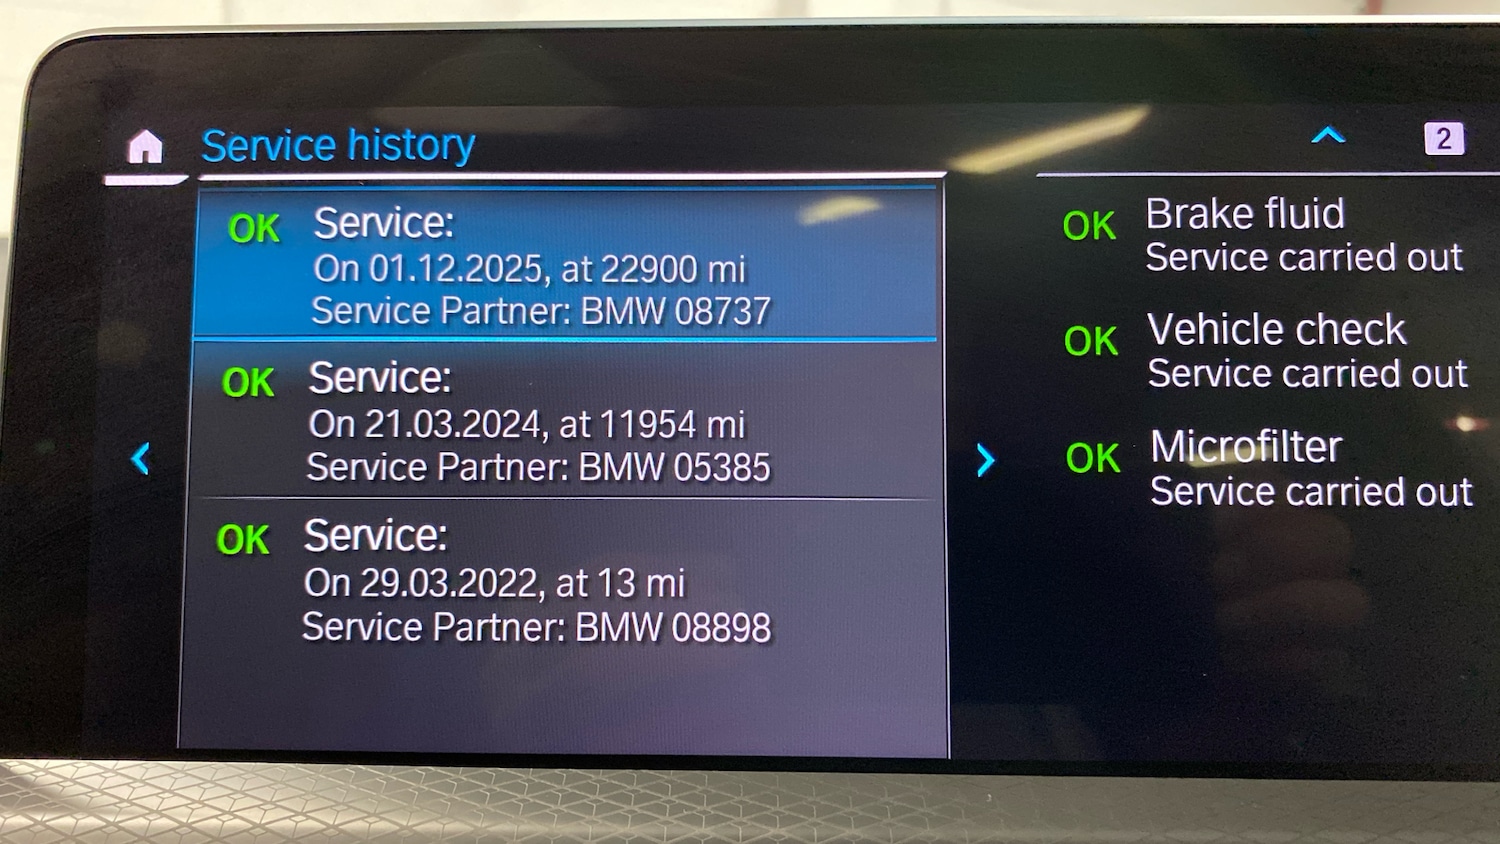 Service history
2
OK Service:
On 01.12.2025, at 22900 mi
Service Partner: BMW 08737
OK Service:
On 21.03.2024, at 11954 mi
Service Partner: BMW 05385
OK Service:
On 29.03.2022, at 13 mi
Service Partner: BMW 08898
OK Brake fluid
Service carried out
OK Vehicle check
Service carried out
OK Microfilter
Service carried out